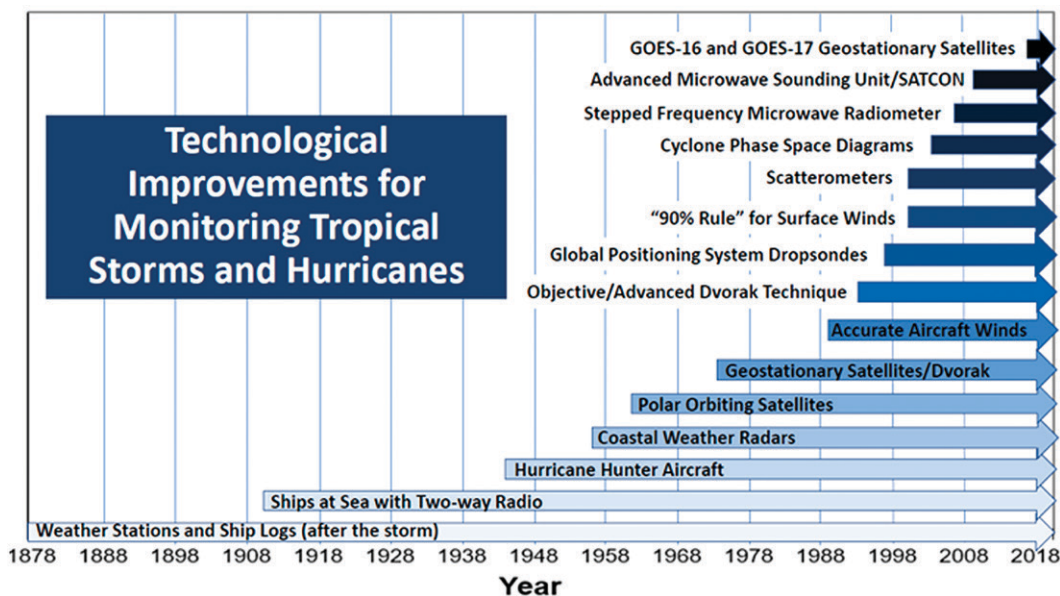 GOES-16 and GOES-17 Geostationary Satellites
Advanced Microwave Sounding Unit/SATCON
Stepped Frequency Microwave Radiometer
Cyclone Phase Space Diagrams
Scatterometers
“90% Rule” for Surface Winds
Global Positioning System Dropsondes
Objective/Advanced Dvorak Technique
Accurate Aircraft Winds
Geostationary Satellites/Dvorak
Polar Orbiting Satellites
Coastal Weather Radars
Hurricane Hunter Aircraft
Ships at Sea with Two-way Radio
Weather Stations and Ship Logs (after the storm)
Technological
Improvements for
Monitoring Tropical
Storms and Hurricanes
1878 1888 1898 1908 1918 1928 1938 1948 1958 1968 1978 1988 1998 2008 2018
Year